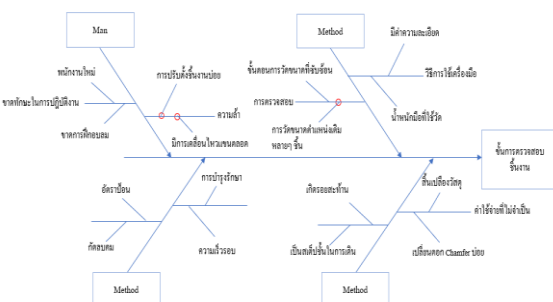 Man
พนักงานใหม่
ขาดทักษะในการปฏิบัติงาน
ขาดการฝึกอบรม
การปรับตั้งชิ้นงานบ่อย
ความล้า
มีการเคลื่อนไหวแขนตลอด
Method
ขั้นตอนการวัดขนาดที่ซับซ้อน
การตรวจสอบ
การวัดขนาดตำแหน่งเดิม
หลายๆ ชิ้น
มีค่าความละเอียด
วิธีการใช้เครื่องมือ
น้ำหนักมือที่ใช้วัด
ขั้นการตรวจสอบ
ชิ้นงาน
อัตราป้อน
กัดลบคม
การบำรุงรักษา
ความเร็วรอบ
Method
เกิดรอยสะท้าน
เป็นสเต็ปขั้นในการเดิน
สิ้นเปลืองวัสดุ
ค่าใช้จ่ายที่ไม่จำเป็น
เปลี่ยนดอก Chamfer บ่อย
Method